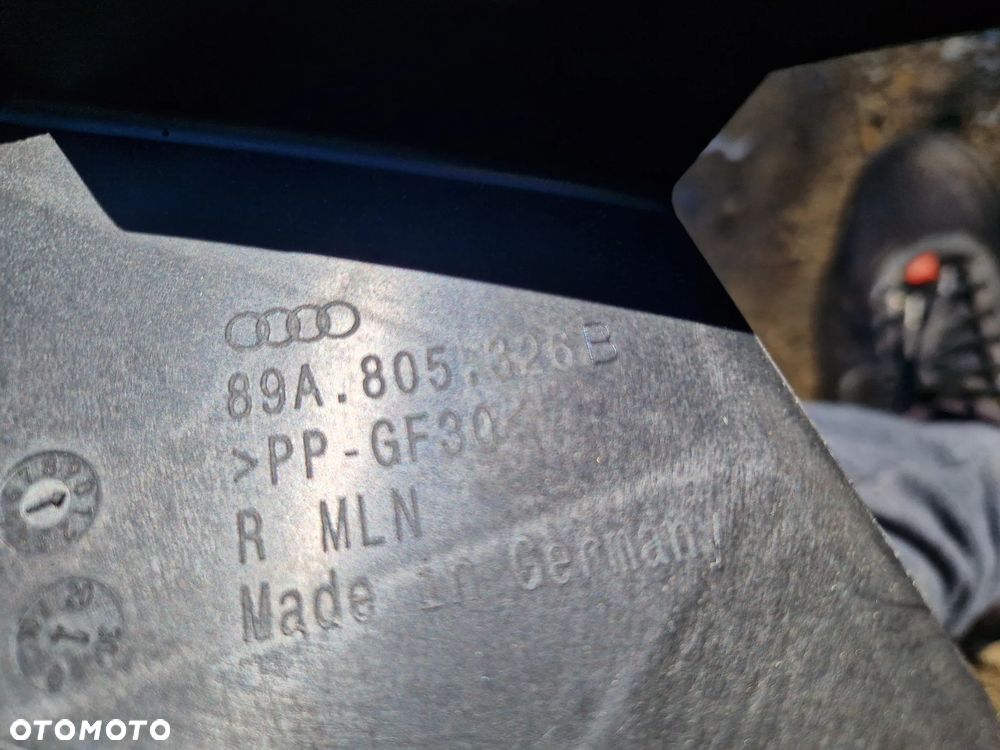 89A.805.326 B
>PP-GF30<
R MLN
Made in Germany
OTOMOTO